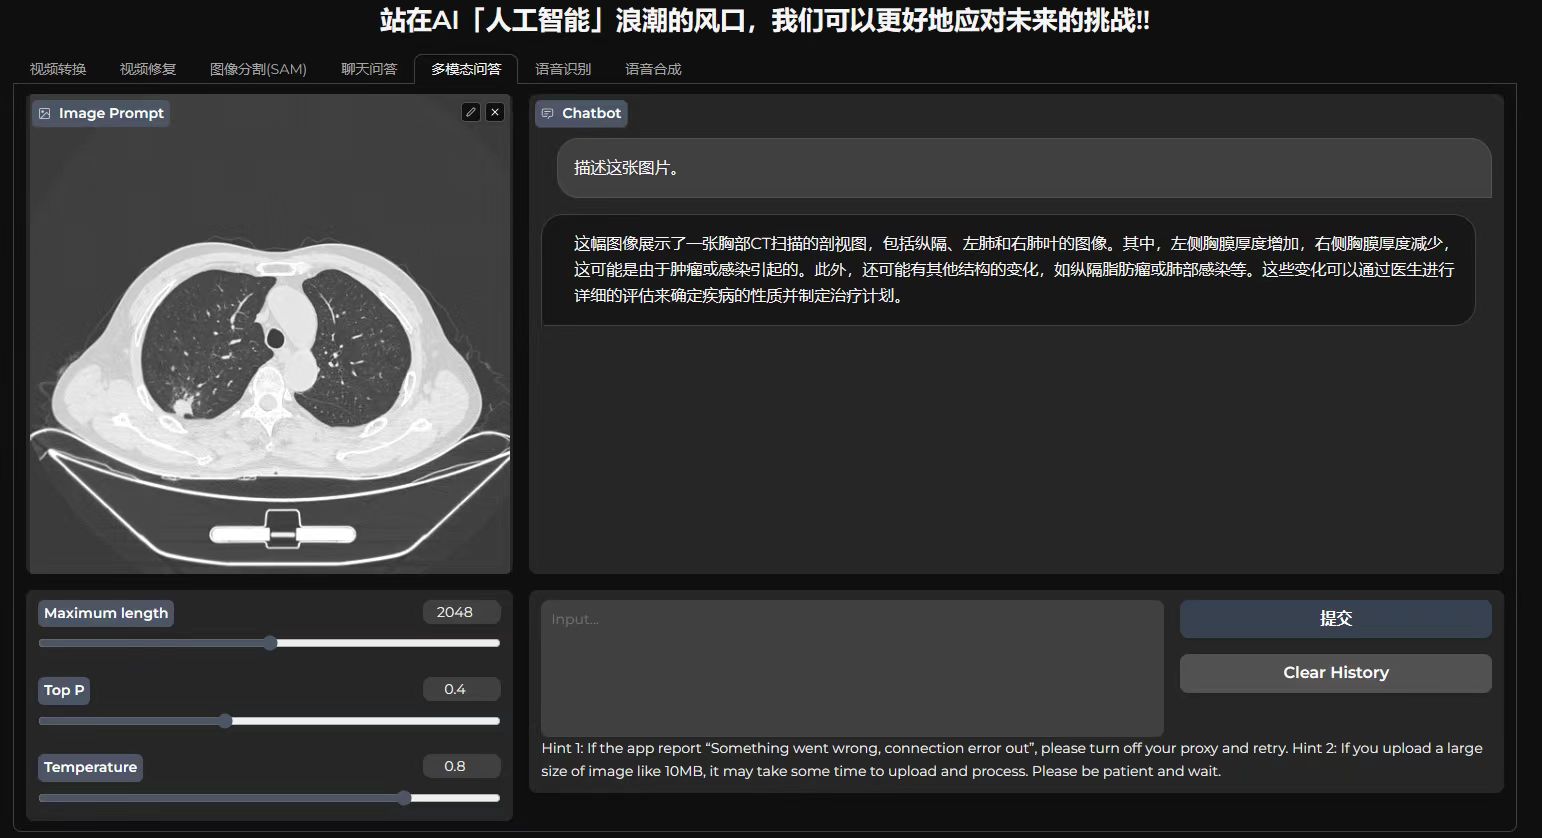 站在AI「人工智能」浪潮的风口，我们可以更好地应对未来的挑战!!
视频转换 视频修复 图像分割(SAM) 聊天问答 多模态问答 语音识别 语音合成
Image Prompt
Chatbot
描述这张图片。
这幅图像展示了一张胸部CT扫描的剖视图，包括纵隔、左肺和右肺叶的图像。其中，左侧胸膜厚度增加，右侧胸膜厚度减少，
这可能是由于肿瘤或感染引起的。此外，还可能有其他结构的变化，如纵隔脂肪瘤或肺部感染等。这些变化可以通过医生进行
详细的评估来确定疾病的性质并制定治疗计划。
Maximum length 2048
Top P 0.4
Temperature 0.8
Input...
提交
Clear History
Hint 1: If the app report “Something went wrong, connection error out”, please turn off your proxy and retry. Hint 2: If you upload a large
size of image like 10MB, it may take some time to upload and process. Please be patient and wait.